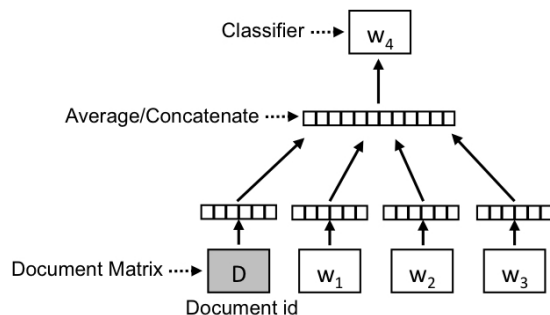 Classifier
w4
Average/Concatenate
Document Matrix
D
w1
w2
w3
Document id